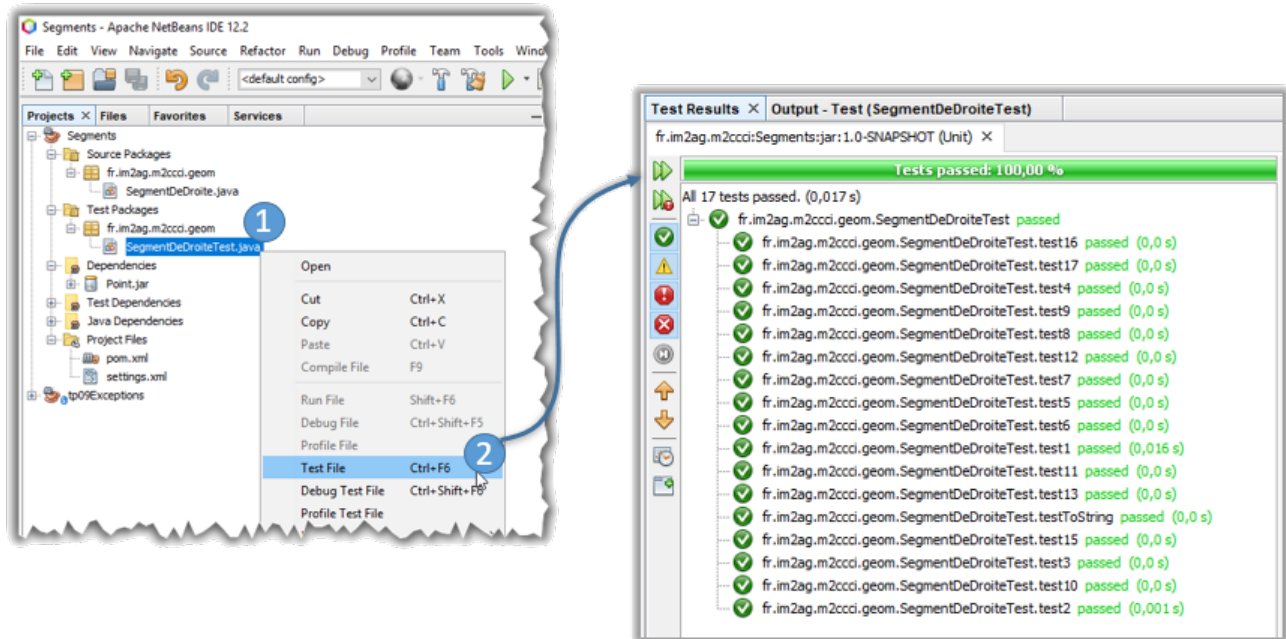 Segments - Apache NetBeans IDE 12.2
File Edit View Navigate Source Refactor Run Debug Profile Team Tools Wind
<default config>
Projects Files Favorites Services
Segments
Source Packages
fr.im2ag.m2ccci.geom
SegmentDeDroite.java
Test Packages
fr.im2ag.m2ccci.geom
SegmentDeDroiteTest.java
Dependencies
Point.jar
Test Dependencies
Java Dependencies
Project Files
pom.xml
settings.xml
tp09Exceptions
1
Open
Cut Ctrl+X
Copy Ctrl+C
Paste Ctrl+V
Compile File F9
Run File Shift+F6
Debug File Ctrl+Shift+F5
Profile File
Test File Ctrl+F6
2
Debug Test File Ctrl+Shift+F6
Profile Test File
Test Results Output - Test (SegmentDeDroiteTest)
fr.im2ag.m2ccci:Segments:jar:1.0-SNAPSHOT (Unit)
Tests passed: 100,00 %
All 17 tests passed. (0,017 s)
fr.im2ag.m2ccci.geom.SegmentDeDroiteTest passed
fr.im2ag.m2ccci.geom.SegmentDeDroiteTest.test16 passed (0,0 s)
fr.im2ag.m2ccci.geom.SegmentDeDroiteTest.test17 passed (0,0 s)
fr.im2ag.m2ccci.geom.SegmentDeDroiteTest.test4 passed (0,0 s)
fr.im2ag.m2ccci.geom.SegmentDeDroiteTest.test9 passed (0,0 s)
fr.im2ag.m2ccci.geom.SegmentDeDroiteTest.test8 passed (0,0 s)
fr.im2ag.m2ccci.geom.SegmentDeDroiteTest.test12 passed (0,0 s)
fr.im2ag.m2ccci.geom.SegmentDeDroiteTest.test7 passed (0,0 s)
fr.im2ag.m2ccci.geom.SegmentDeDroiteTest.test5 passed (0,0 s)
fr.im2ag.m2ccci.geom.SegmentDeDroiteTest.test6 passed (0,0 s)
fr.im2ag.m2ccci.geom.SegmentDeDroiteTest.test1 passed (0,016 s)
fr.im2ag.m2ccci.geom.SegmentDeDroiteTest.test11 passed (0,0 s)
fr.im2ag.m2ccci.geom.SegmentDeDroiteTest.test13 passed (0,0 s)
fr.im2ag.m2ccci.geom.SegmentDeDroiteTest.testToString passed (0,0 s)
fr.im2ag.m2ccci.geom.SegmentDeDroiteTest.test15 passed (0,0 s)
fr.im2ag.m2ccci.geom.SegmentDeDroiteTest.test3 passed (0,0 s)
fr.im2ag.m2ccci.geom.SegmentDeDroiteTest.test10 passed (0,0 s)
fr.im2ag.m2ccci.geom.SegmentDeDroiteTest.test2 passed (0,001 s)